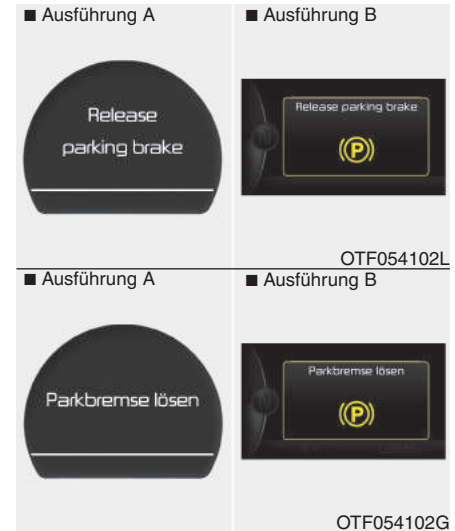 ■ Ausführung A
■ Ausführung B
Release
parking brake
Release parking brake
(P)
OTF054102L
■ Ausführung A
■ Ausführung B
Parkbremse lösen
Parkbremse lösen
(P)
OTF054102G